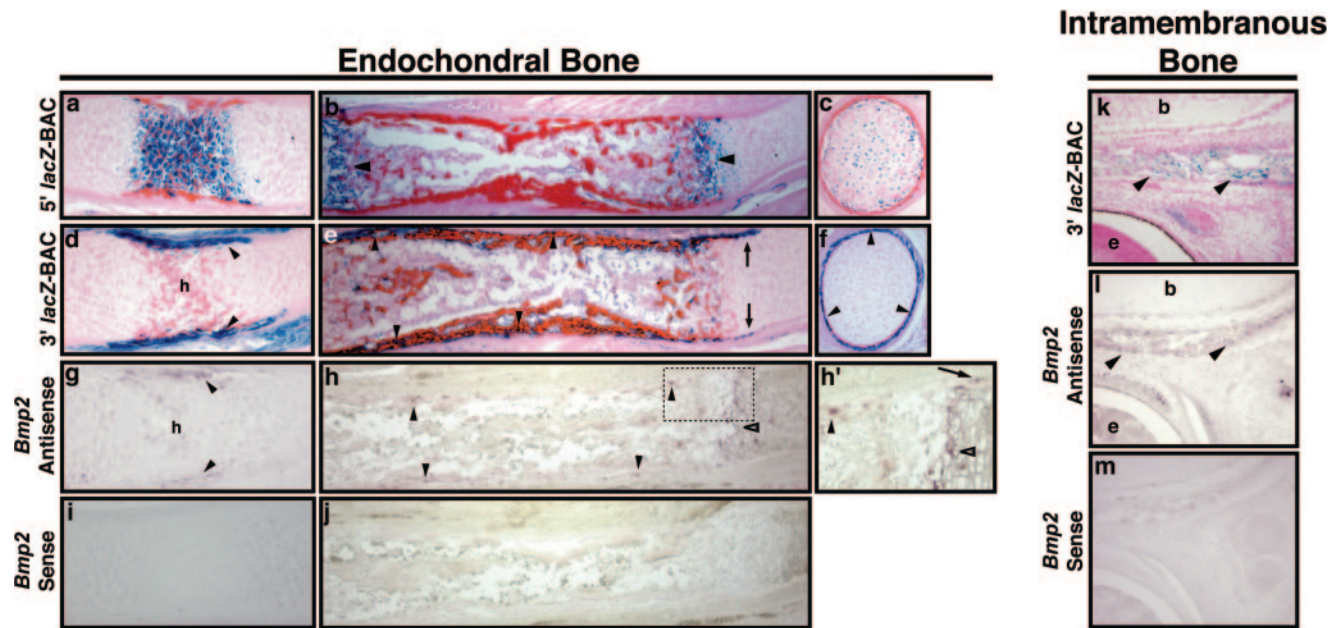 Endochondral Bone
Intramembranous
Bone
5' lacZ-BAC
a
b
c
3' lacZ-BAC
d
h
e
f
Bmp2
Antisense
g
h
h
h'
Bmp2
Sense
i
j
3' lacZ-BAC
k
b
e
Bmp2
Antisense
l
b
e
Bmp2
Sense
m